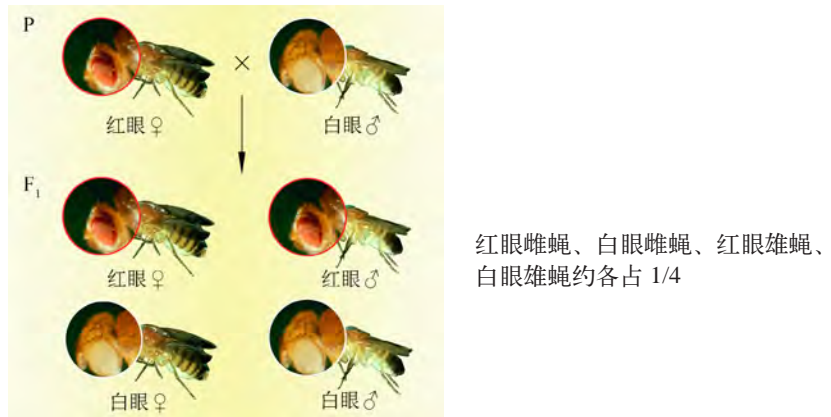 P
×
红眼♀ 白眼♂
F₁
红眼♀ 红眼♂
红眼雌蝇、白眼雌蝇、红眼雄蝇、
白眼雄蝇约各占 1/4
白眼♀ 白眼♂